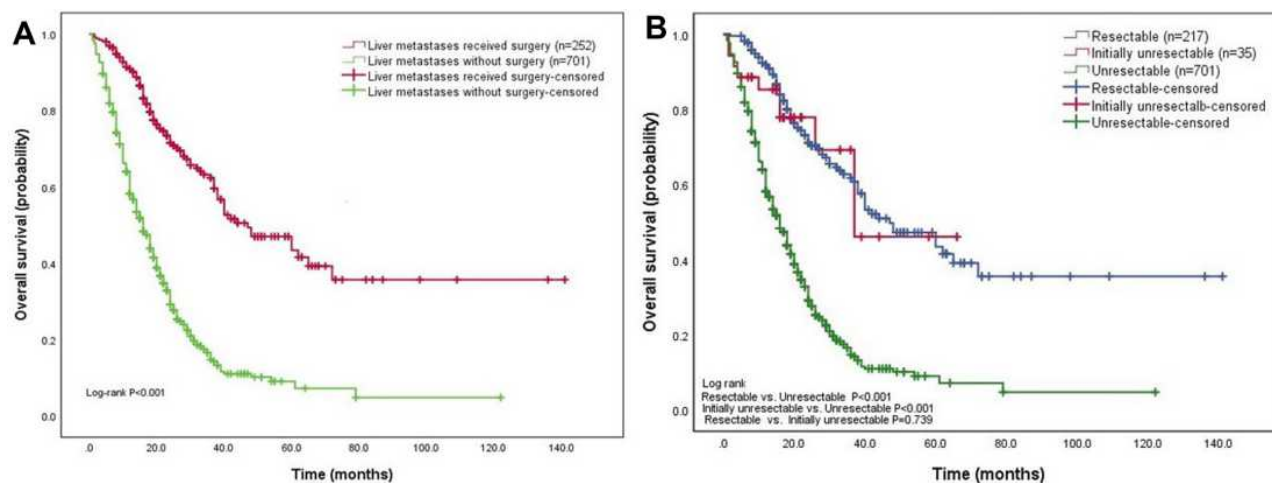 A
Liver metastases received surgery (n=252)
Liver metastases without surgery (n=701)
Liver metastases received surgery-censored
Liver metastases without surgery-censored
Overall survival (probability)
1.0
0.8
0.6
0.4
0.2
0.0
Log-rank P<0.001
.0 20.0 40.0 60.0 80.0 100.0 120.0 140.0
Time (months)
B
Resectable (n=217)
Initially unresectable (n=35)
Unresectable (n=701)
Resectable-censored
Initially unresectalb-censored
Unresectable-censored
Overall survival (probability)
1.0
0.8
0.6
0.4
0.2
0.0
Log rank
Resectable vs. Unresectable P<0.001
Initially unresectable vs. Unresectable P<0.001
Resectable vs. Initially unresectable P=0.739
.0 20.0 40.0 60.0 80.0 100.0 120.0 140.0
Time (months)